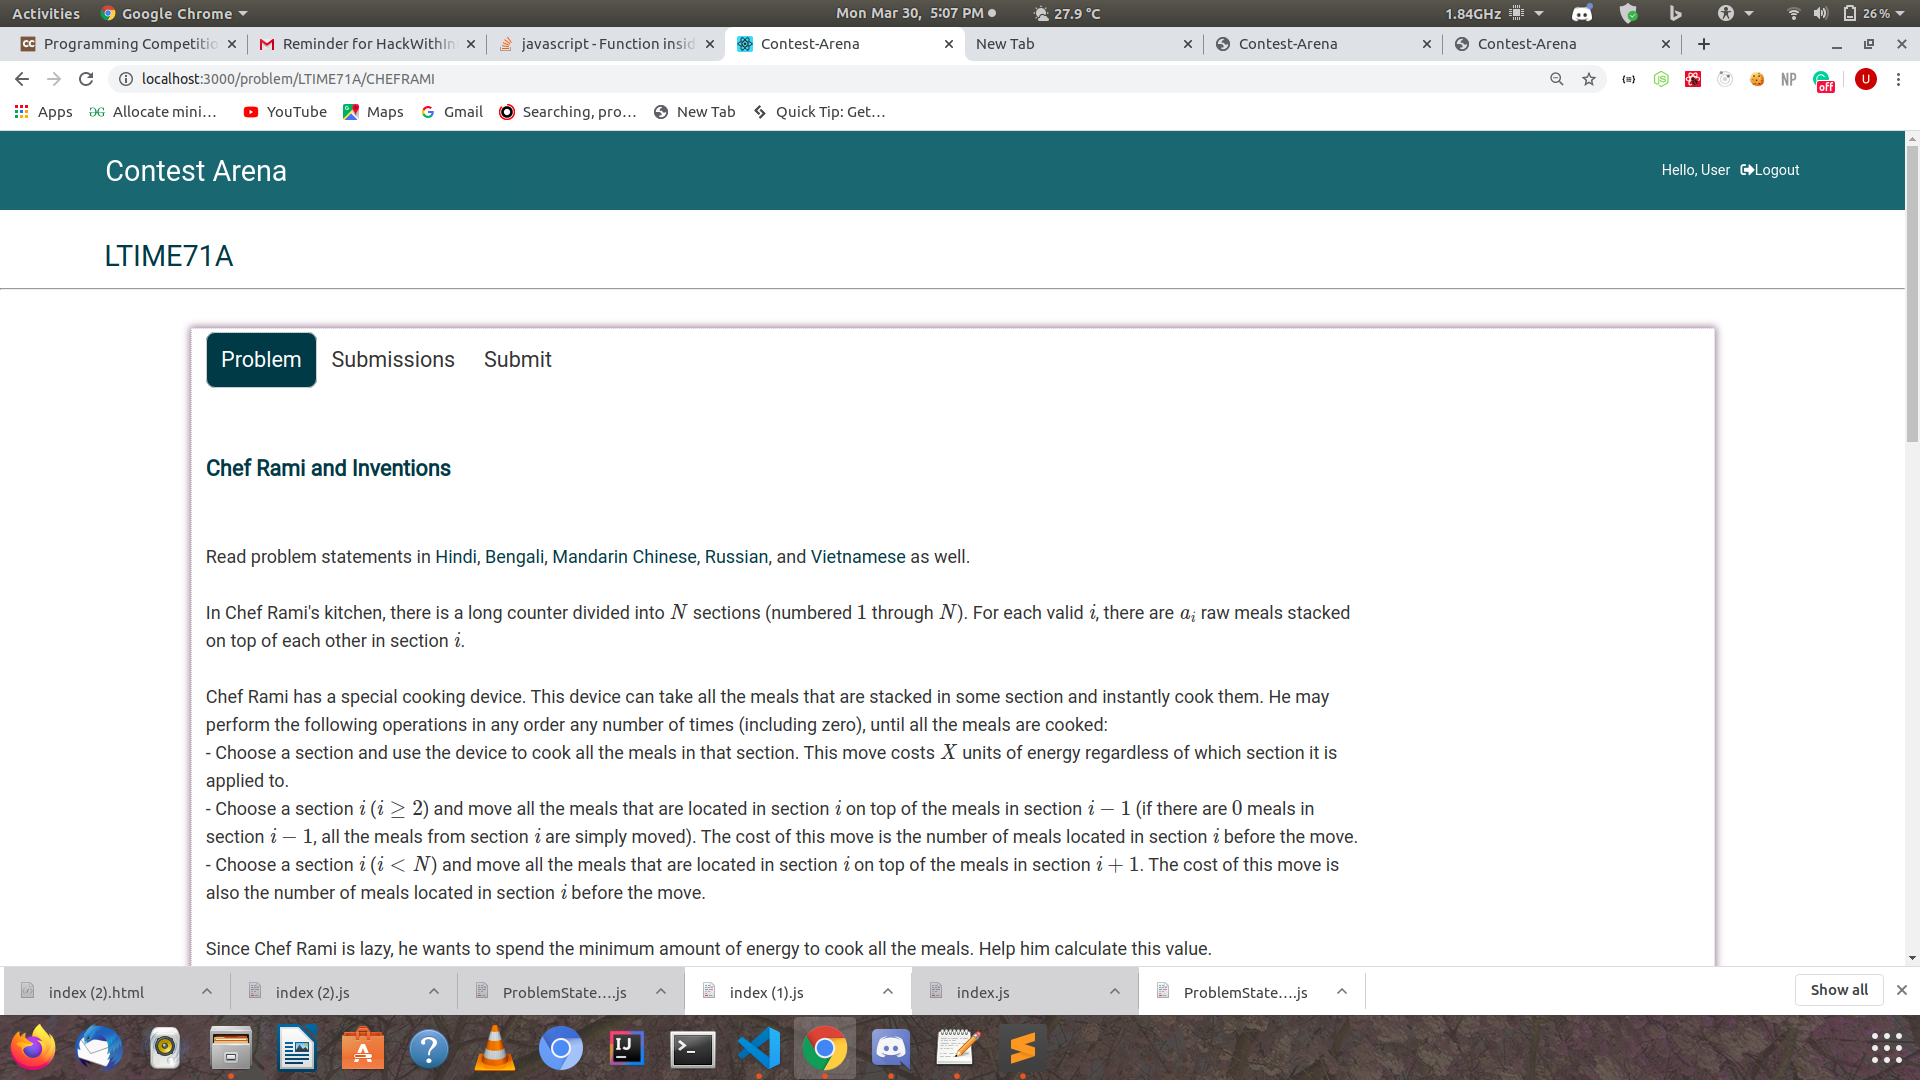 Activities Google Chrome Mon Mar 30, 5:07 PM 27.9 °C 1.84GHz 26%
Programming Competitio Reminder for HackWithIn javascript - Function insid Contest-Arena New Tab Contest-Arena Contest-Arena
localhost:3000/problem/LTIME71A/CHEFRAMI NP off U
Apps Allocate mini... YouTube Maps Gmail Searching, pro... New Tab Quick Tip: Get...
Contest Arena Hello, User Logout
LTIME71A
Problem Submissions Submit
Chef Rami and Inventions
Read problem statements in Hindi, Bengali, Mandarin Chinese, Russian, and Vietnamese as well.
In Chef Rami's kitchen, there is a long counter divided into N sections (numbered 1 through N). For each valid i, there are aᵢ raw meals stacked
on top of each other in section i.
Chef Rami has a special cooking device. This device can take all the meals that are stacked in some section and instantly cook them. He may
perform the following operations in any order any number of times (including zero), until all the meals are cooked:
- Choose a section and use the device to cook all the meals in that section. This move costs X units of energy regardless of which section it is
applied to.
- Choose a section i (i ≥ 2) and move all the meals that are located in section i on top of the meals in section i − 1 (if there are 0 meals in
section i − 1, all the meals from section i are simply moved). The cost of this move is the number of meals located in section i before the move.
- Choose a section i (i < N) and move all the meals that are located in section i on top of the meals in section i + 1. The cost of this move is
also the number of meals located in section i before the move.
Since Chef Rami is lazy, he wants to spend the minimum amount of energy to cook all the meals. Help him calculate this value.
index (2).html index (2).js ProblemState....js index (1).js index.js ProblemState....js Show all